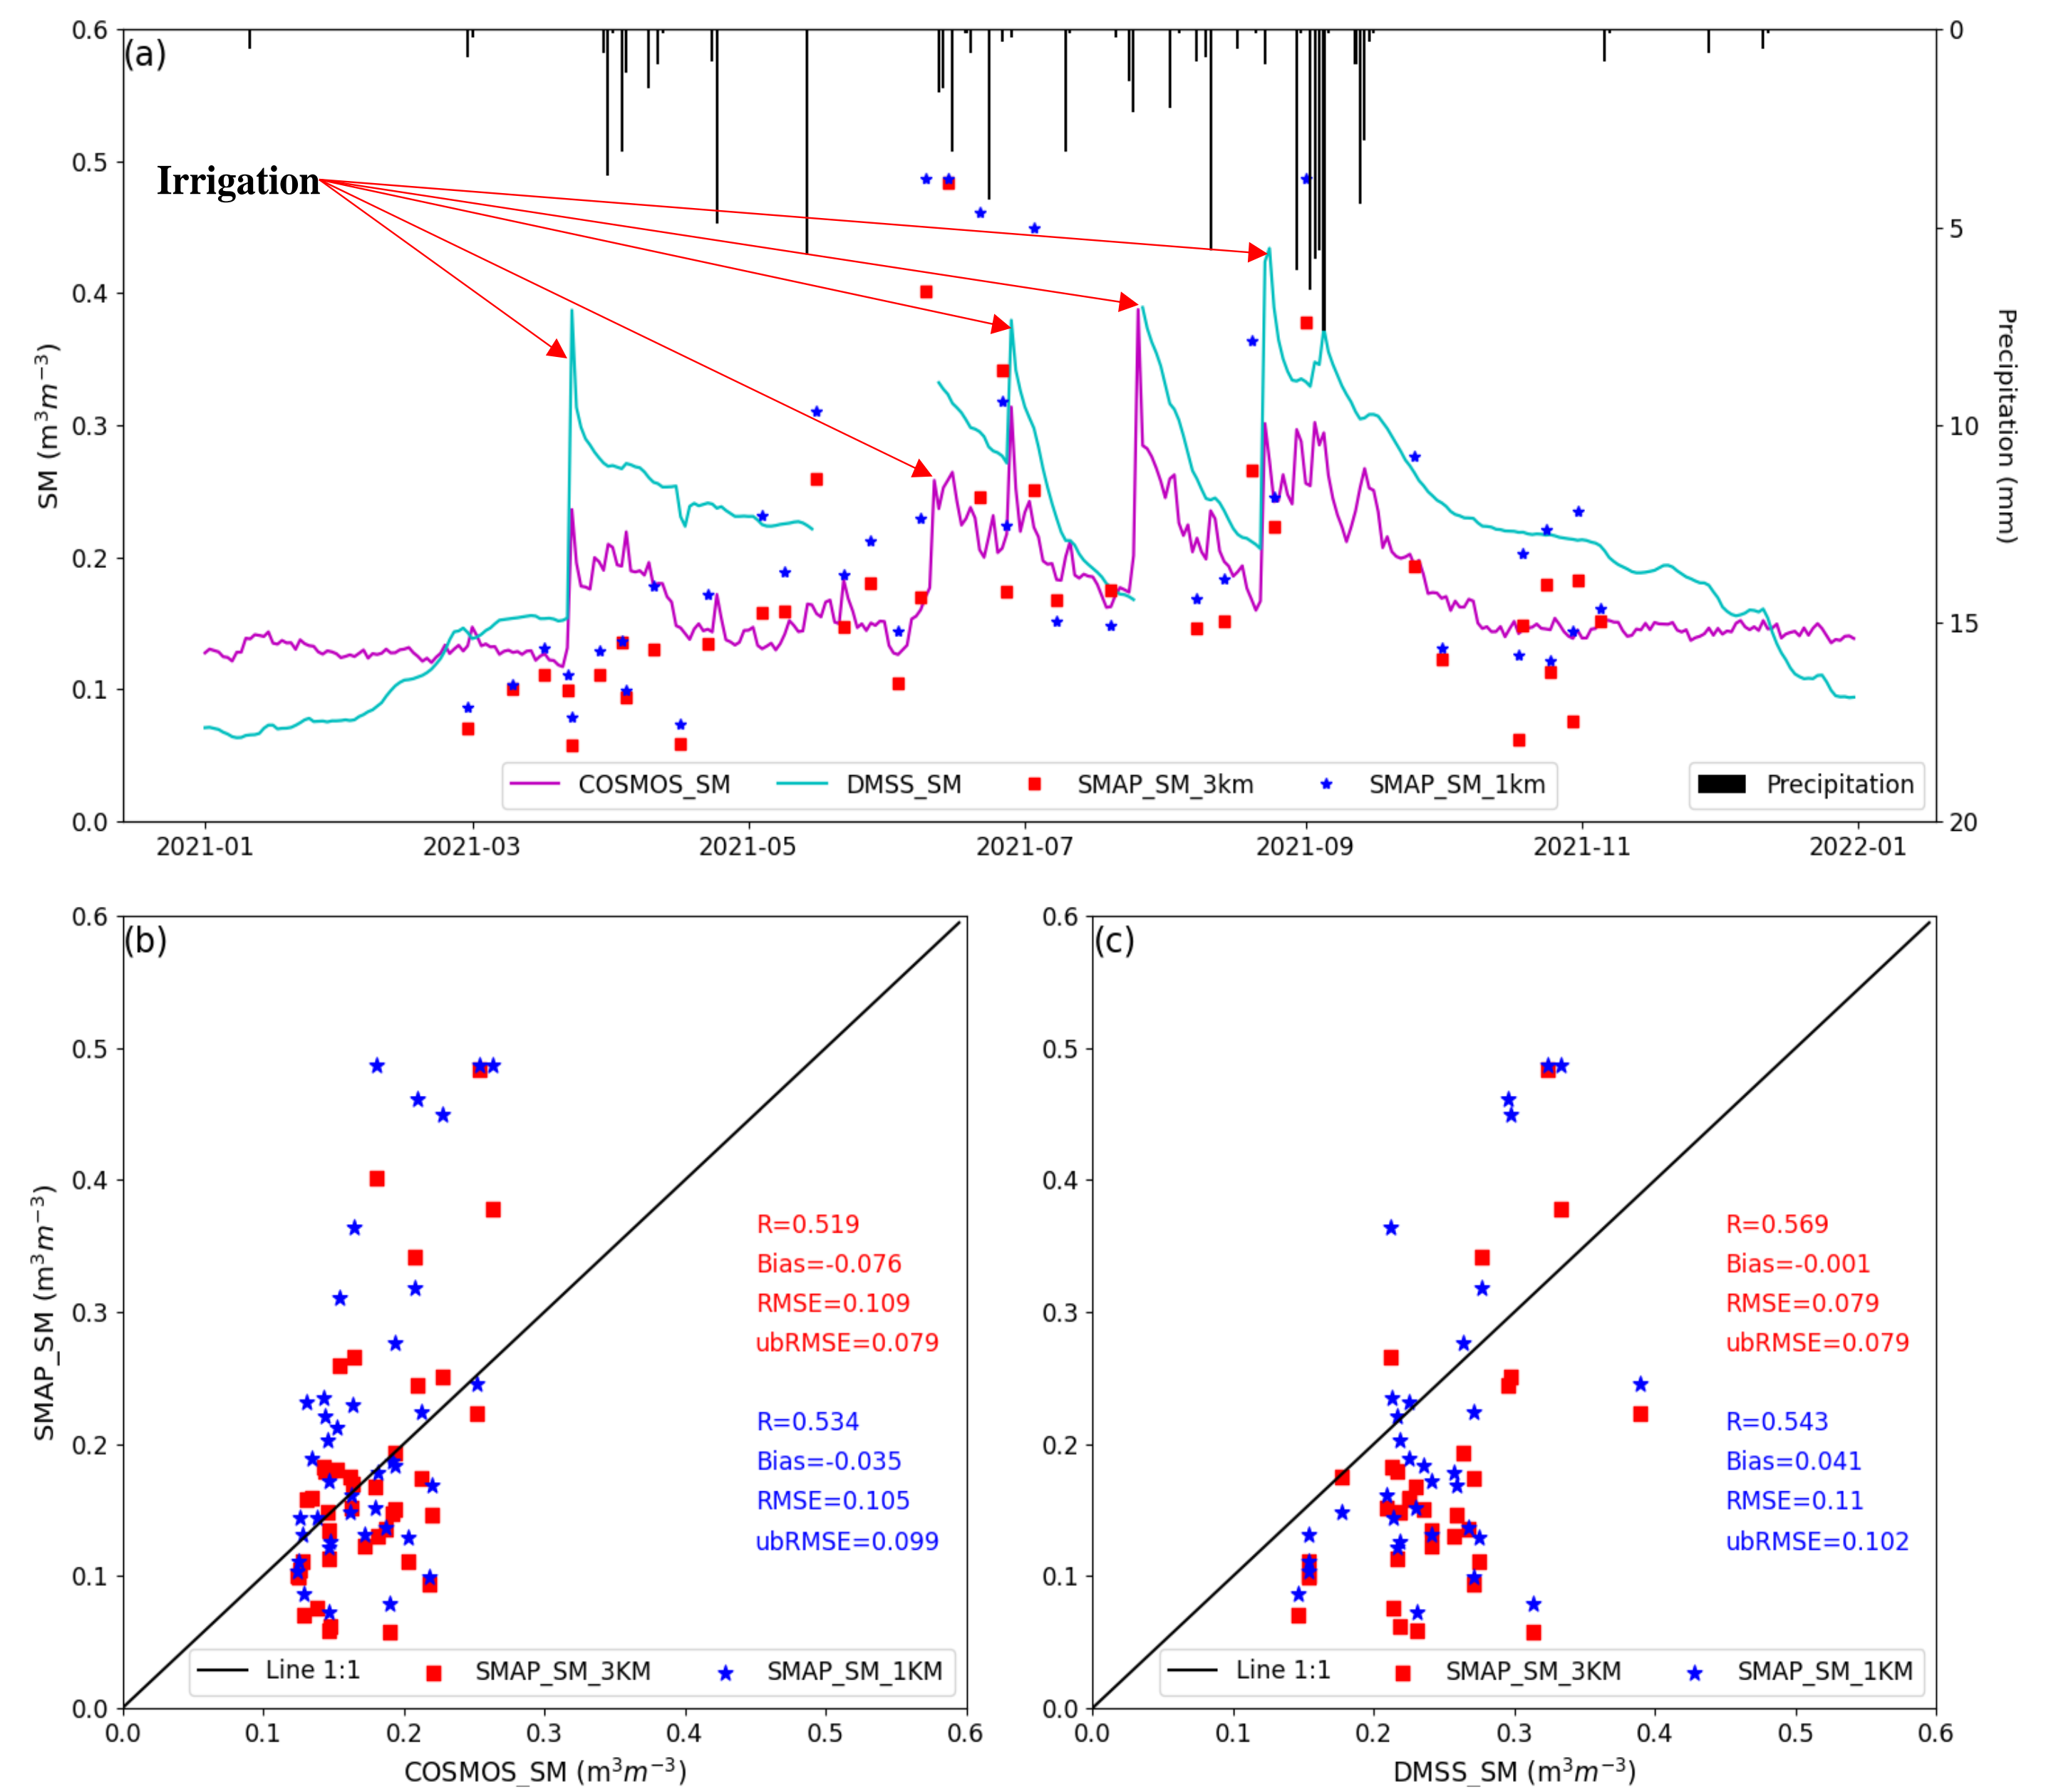 (a)
Irrigation
0.6
0.5
0.4
0.3
0.2
0.1
0.0
SM (m³m⁻³)
0
5
10
15
20
Precipitation (mm)
COSMOS_SM DMSS_SM SMAP_SM_3km SMAP_SM_1km Precipitation
2021-01 2021-03 2021-05 2021-07 2021-09 2021-11 2022-01
(b)
0.6
0.5
0.4
0.3
0.2
0.1
0.0
SMAP_SM (m³m⁻³)
R=0.519
Bias=-0.076
RMSE=0.109
ubRMSE=0.079
R=0.534
Bias=-0.035
RMSE=0.105
ubRMSE=0.099
Line 1:1 SMAP_SM_3KM SMAP_SM_1KM
0.0 0.1 0.2 0.3 0.4 0.5 0.6
COSMOS_SM (m³m⁻³)
(c)
0.6
0.5
0.4
0.3
0.2
0.1
0.0
R=0.569
Bias=-0.001
RMSE=0.079
ubRMSE=0.079
R=0.543
Bias=0.041
RMSE=0.11
ubRMSE=0.102
Line 1:1 SMAP_SM_3KM SMAP_SM_1KM
0.0 0.1 0.2 0.3 0.4 0.5 0.6
DMSS_SM (m³m⁻³)